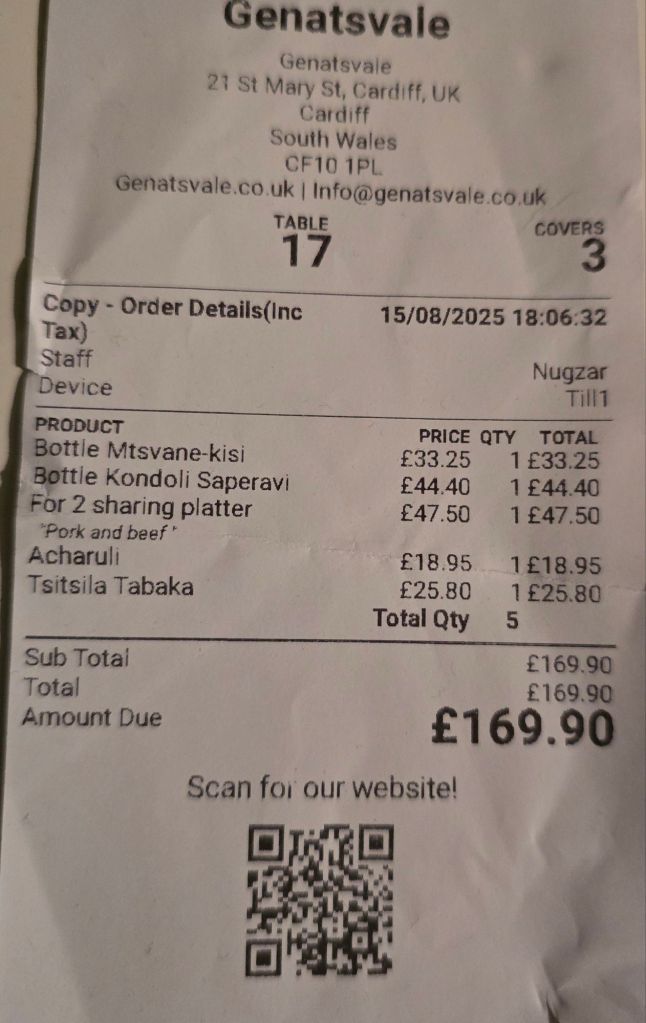 Genatsvale
Genatsvale
21 St Mary St, Cardiff, UK
Cardiff
South Wales
CF10 1PL
Genatsvale.co.uk | Info@genatsvale.co.uk
TABLE COVERS
17 3
Copy - Order Details(Inc Tax) 15/08/2025 18:06:32
Staff Nugzar
Device Till1
PRODUCT PRICE QTY TOTAL
Bottle Mtsvane-kisi £33.25 1 £33.25
Bottle Kondoli Saperavi £44.40 1 £44.40
For 2 sharing platter £47.50 1 £47.50
"Pork and beef "
Acharuli £18.95 1 £18.95
Tsitsila Tabaka £25.80 1 £25.80
Total Qty 5
Sub Total £169.90
Total £169.90
Amount Due £169.90
Scan for our website!